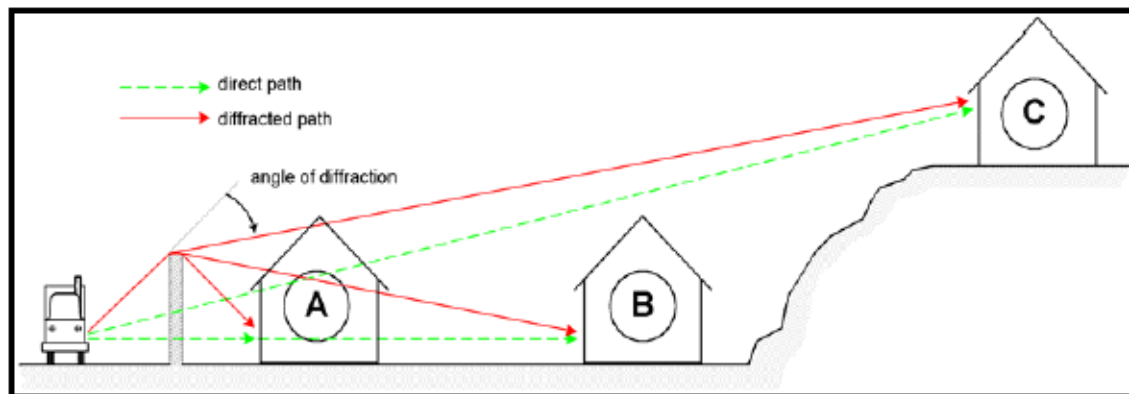 direct path
diffracted path
angle of diffraction
A
B
C